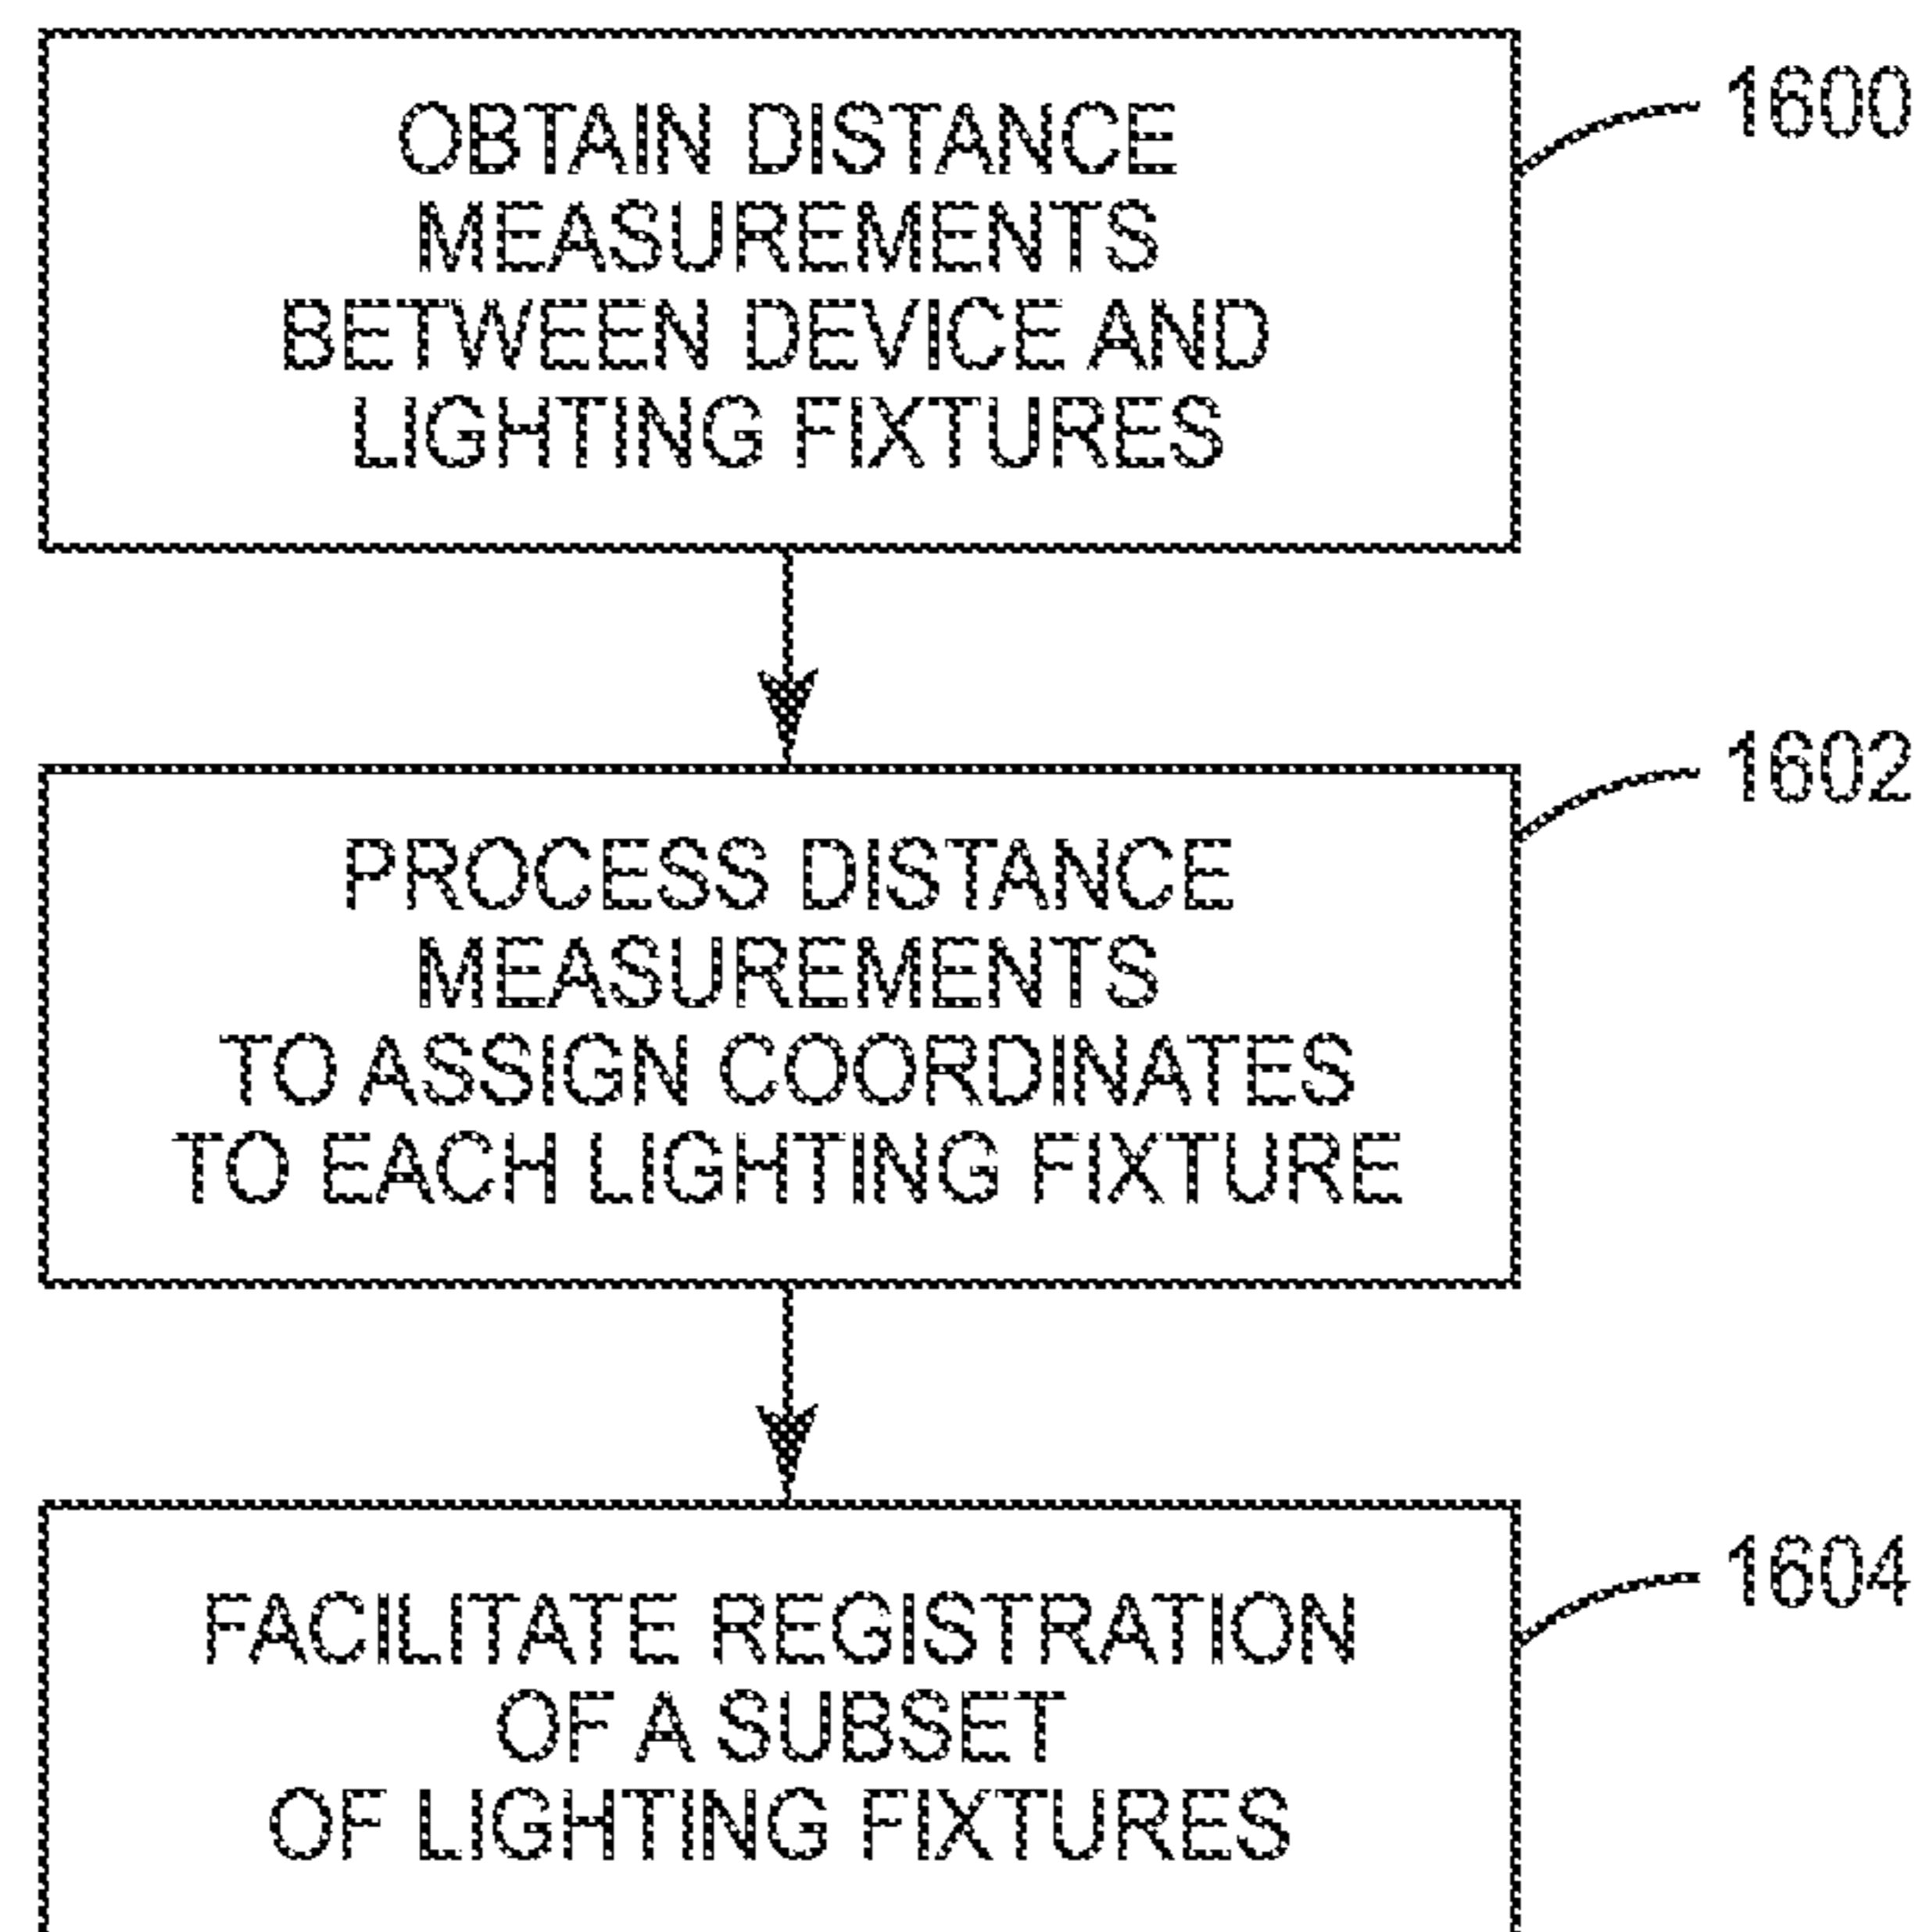 OBTAIN DISTANCE
MEASUREMENTS
BETWEEN DEVICE AND
LIGHTING FIXTURES
1600
PROCESS DISTANCE
MEASUREMENTS
TO ASSIGN COORDINATES
TO EACH LIGHTING FIXTURE
1602
FACILITATE REGISTRATION
OF A SUBSET
OF LIGHTING FIXTURES
1604